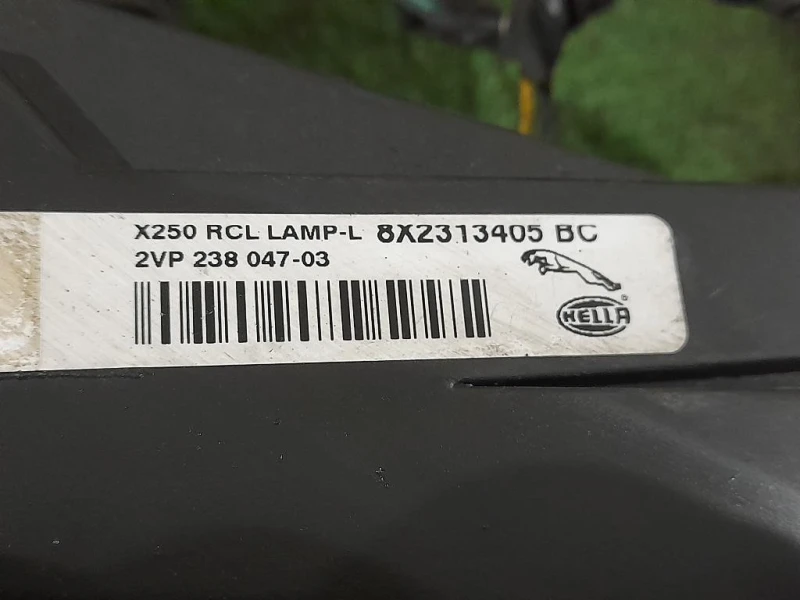 X250 RCL LAMP-L 8X2313405 BC
2VP 238 047-03
HELLA